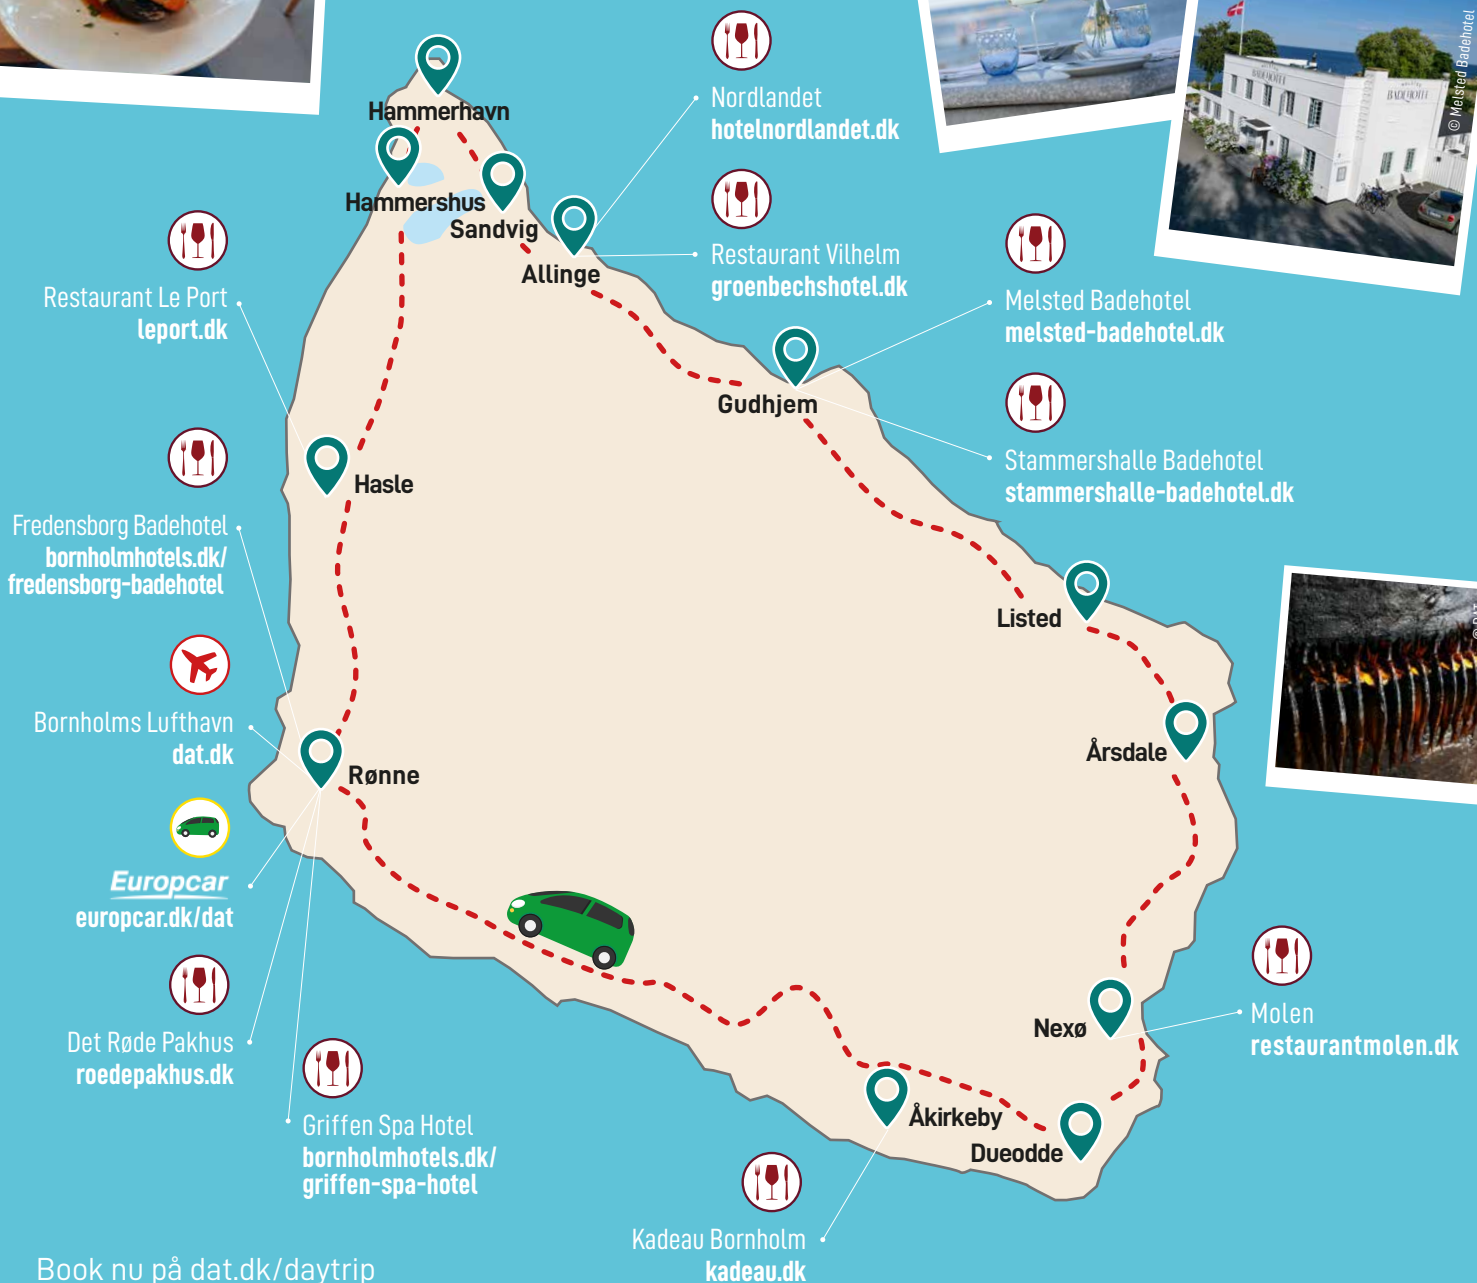 © Melsted Badehotel
BADEHOTEL
BADEHOTEL
Hammerhavn
Nordlandet
hotelnordlandet.dk
Hammershus
Sandvig
Allinge
Restaurant Vilhelm
groenbechshotel.dk
Restaurant Le Port
leport.dk
Melsted Badehotel
melsted-badehotel.dk
Gudhjem
Stammershalle Badehotel
stammershalle-badehotel.dk
Hasle
Fredensborg Badehotel
bornholmhotels.dk/
fredensborg-badehotel
Listed
© DAT
Bornholms Lufthavn
dat.dk
Årsdale
Rønne
Europcar
europcar.dk/dat
Det Røde Pakhus
roedepakhus.dk
Nexø
Molen
restaurantmolen.dk
Griffen Spa Hotel
bornholmhotels.dk/
griffen-spa-hotel
Åkirkeby
Dueodde
Kadeau Bornholm
kadeau.dk
Book nu på dat.dk/daytrip